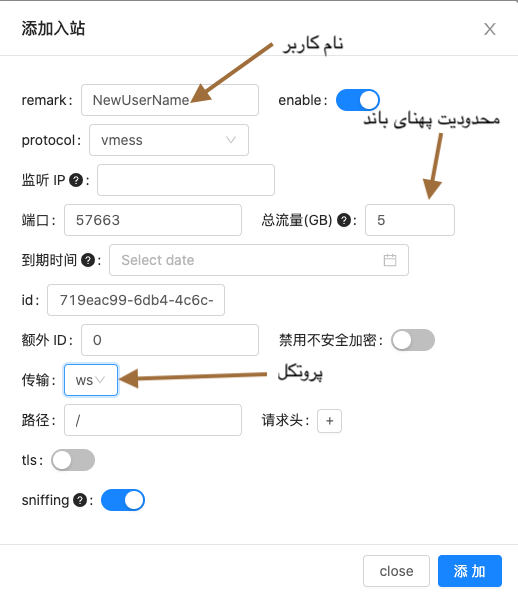 添加入站
نام کاربر
remark: NewUserName enable:
محدودیت پهنای باند
protocol: vmess
监听 IP ?:
端口: 57663 总流量(GB) ?: 5
到期时间 ?: Select date
id: 719eac99-6db4-4c6c-
额外 ID: 0 禁用不安全加密:
传输: ws
پروتکل
路径: / 请求头: +
tls:
sniffing ?:
close 添 加